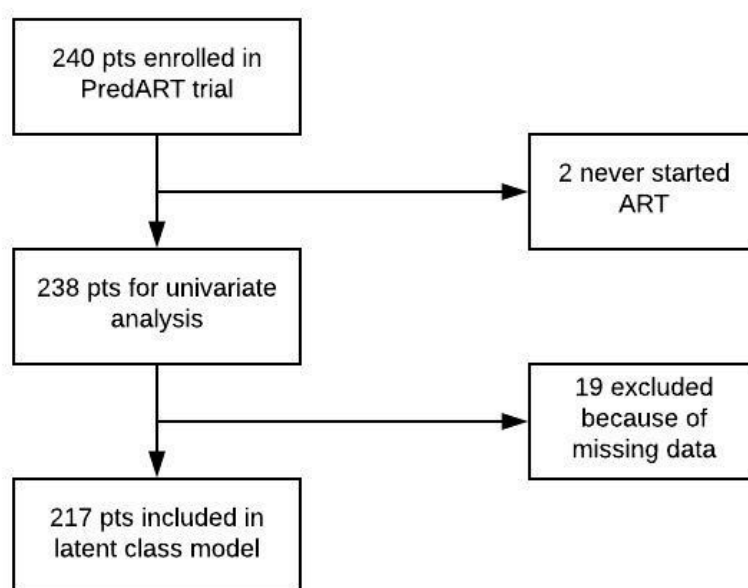 240 pts enrolled in
PredART trial
2 never started
ART
238 pts for univariate
analysis
19 excluded
because of
missing data
217 pts included in
latent class model